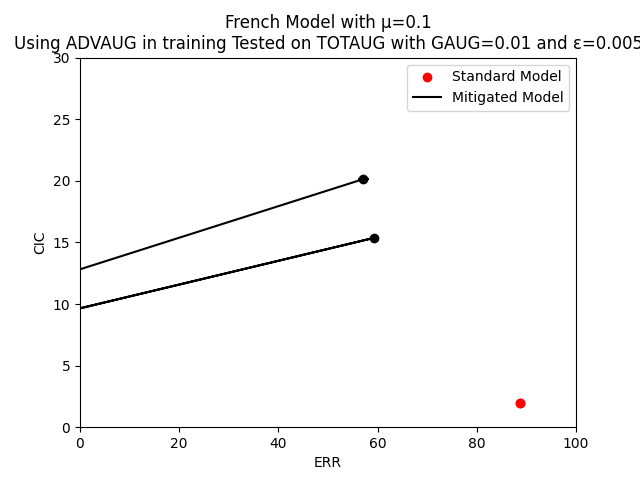 French Model with μ=0.1
Using ADVAUG in training Tested on TOTAUG with GAUG=0.01 and ε=0.005
Standard Model
Mitigated Model
30
25
20
15
10
5
0
CIC
0 20 40 60 80 100
ERR